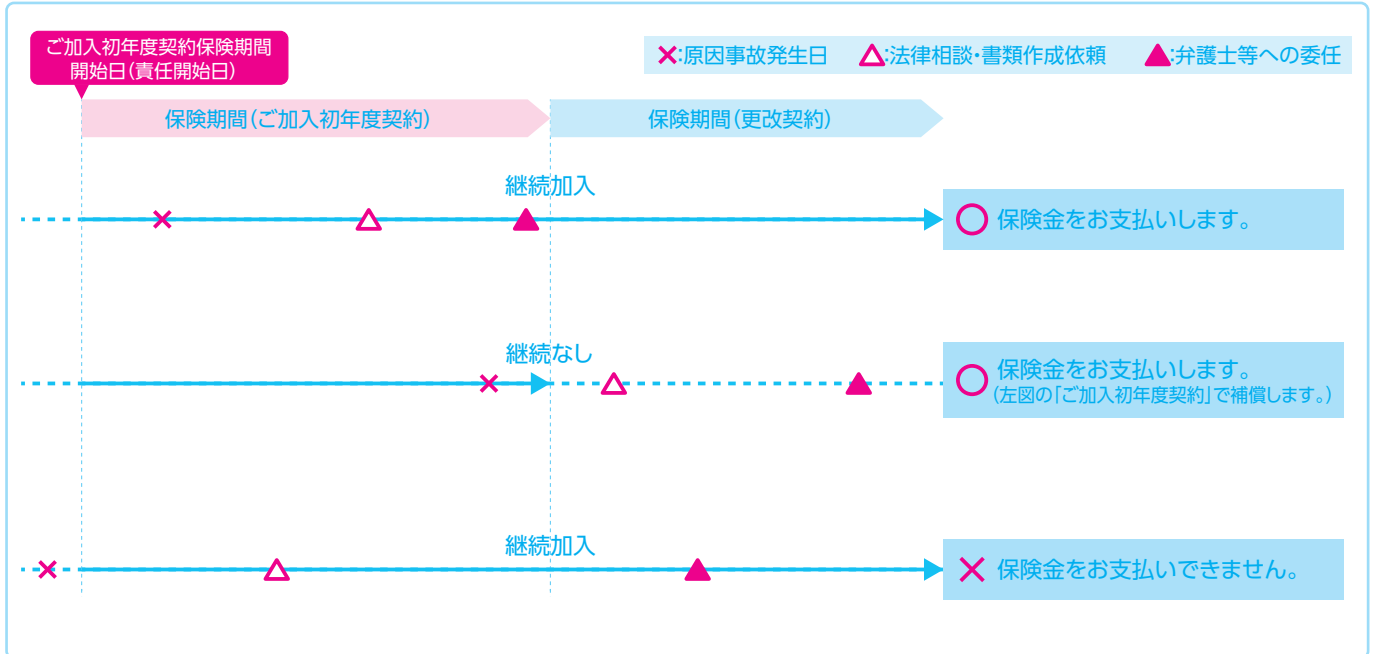 ご加入初年度契約保険期間
開始日(責任開始日)
×:原因事故発生日 △:法律相談・書類作成依頼 ▲:弁護士等への委任
保険期間(ご加入初年度契約)
保険期間(更改契約)
継続加入
保険金をお支払いします。
継続なし
保険金をお支払いします。
(左図の「ご加入初年度契約」で補償します。)
継続加入
保険金をお支払いできません。